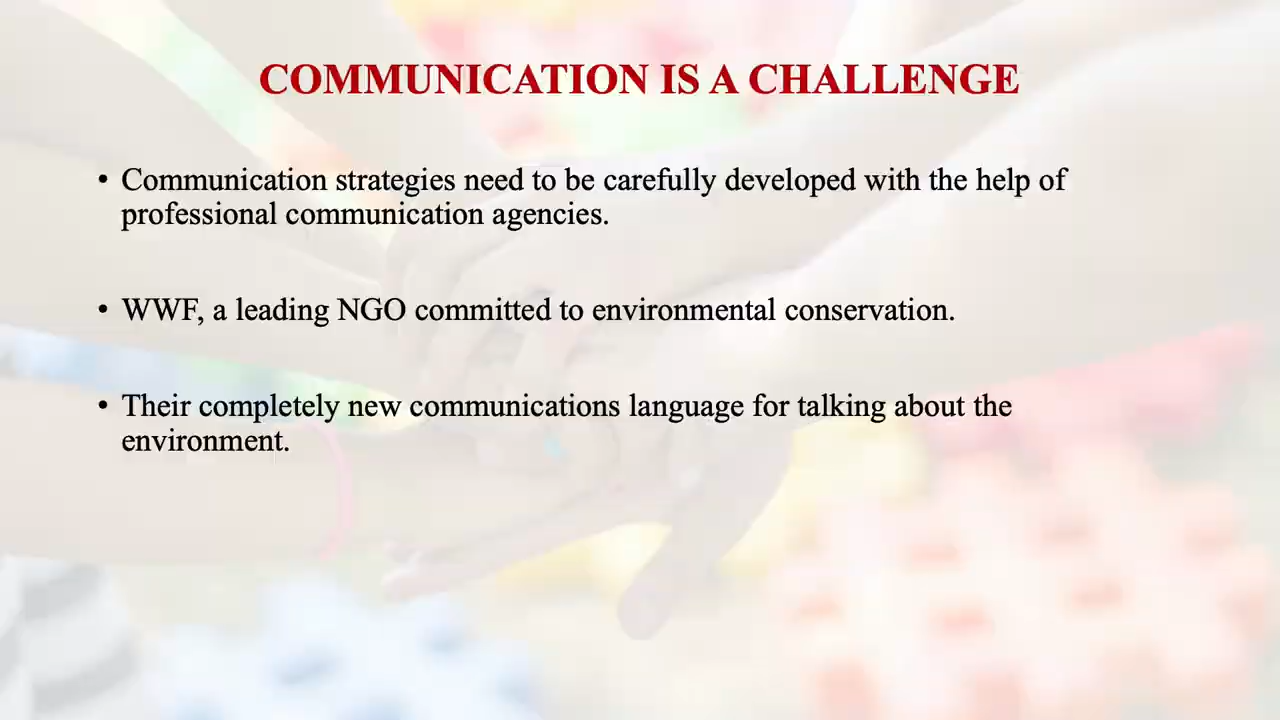 COMMUNICATION IS A CHALLENGE
• Communication strategies need to be carefully developed with the help of
professional communication agencies.
• WWF, a leading NGO committed to environmental conservation.
• Their completely new communications language for talking about the
environment.